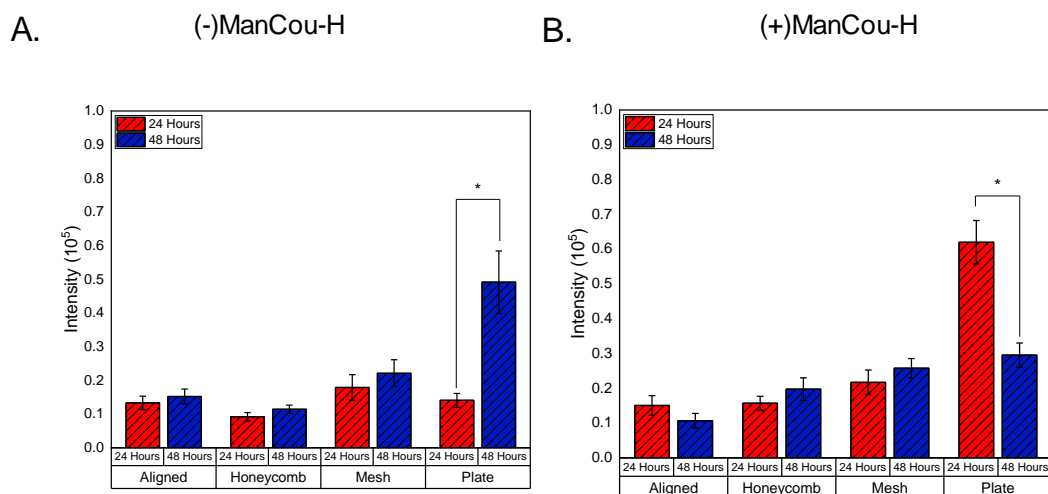 A.
(-)ManCou-H
Intensity (10⁵)
1.0
0.9
0.8
0.7
0.6
0.5
0.4
0.3
0.2
0.1
0.0
24 Hours
48 Hours
*
24 Hours 48 Hours 24 Hours 48 Hours 24 Hours 48 Hours 24 Hours 48 Hours
Aligned Honeycomb Mesh Plate
B.
(+)ManCou-H
Intensity (10⁵)
1.0
0.9
0.8
0.7
0.6
0.5
0.4
0.3
0.2
0.1
0.0
24 Hours
48 Hours
*
24 Hours 48 Hours 24 Hours 48 Hours 24 Hours 48 Hours 24 Hours 48 Hours
Aligned Honeycomb Mesh Plate